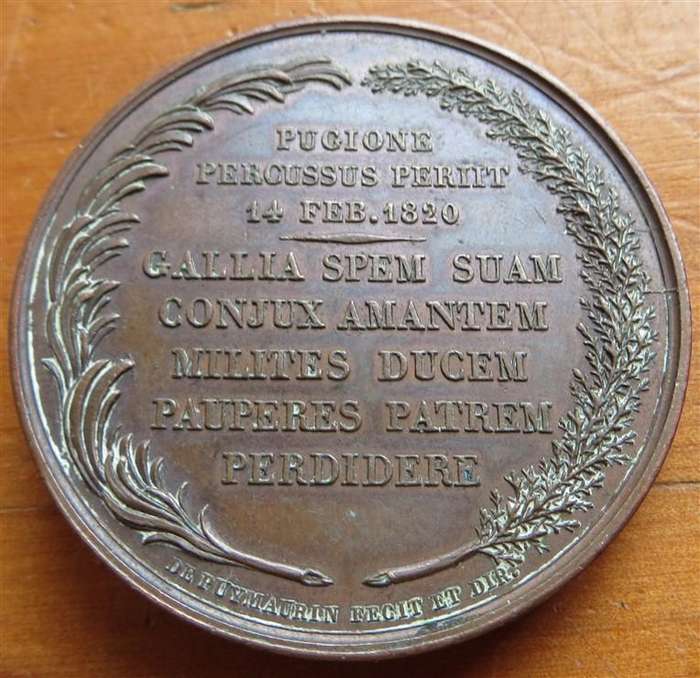 PUGIONE
PERCUSSUS PERIIT
14 FEB. 1820
GALLIA SPEM SUAM
CONJUX AMANTEM
MILITES DUCEM
PAUPERES PATREM
PERDIDERE
DE PUYMAURIN FECIT ET DIR.